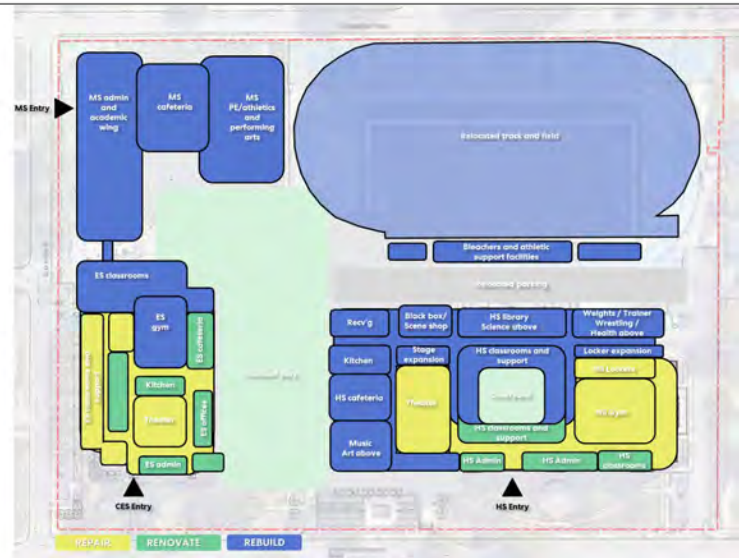 MS Entry
MS admin
and
academic
wing
MS
cafeteria
MS
PE/athletics
and
performing
arts
Relocated track and field
Bleachers and athletic
support facilities
Relocated parking
ES classrooms
ES
gym
ES cafeteria
Kitchen
Theater
ES offices
ES admin
CES Entry
Recv'g
Black box/
Scene shop
HS library
Science above
Weights / Trainer
Wrestling /
Health above
Kitchen
Stage
expansion
HS classrooms and
support
Locker expansion
HS Lockers
HS cafeteria
Theater
Courtyard
HS gym
HS classrooms
and support
Music
Art above
HS Admin
HS Admin
HS
classrooms
HS Entry
REPAIR
RENOVATE
REBUILD